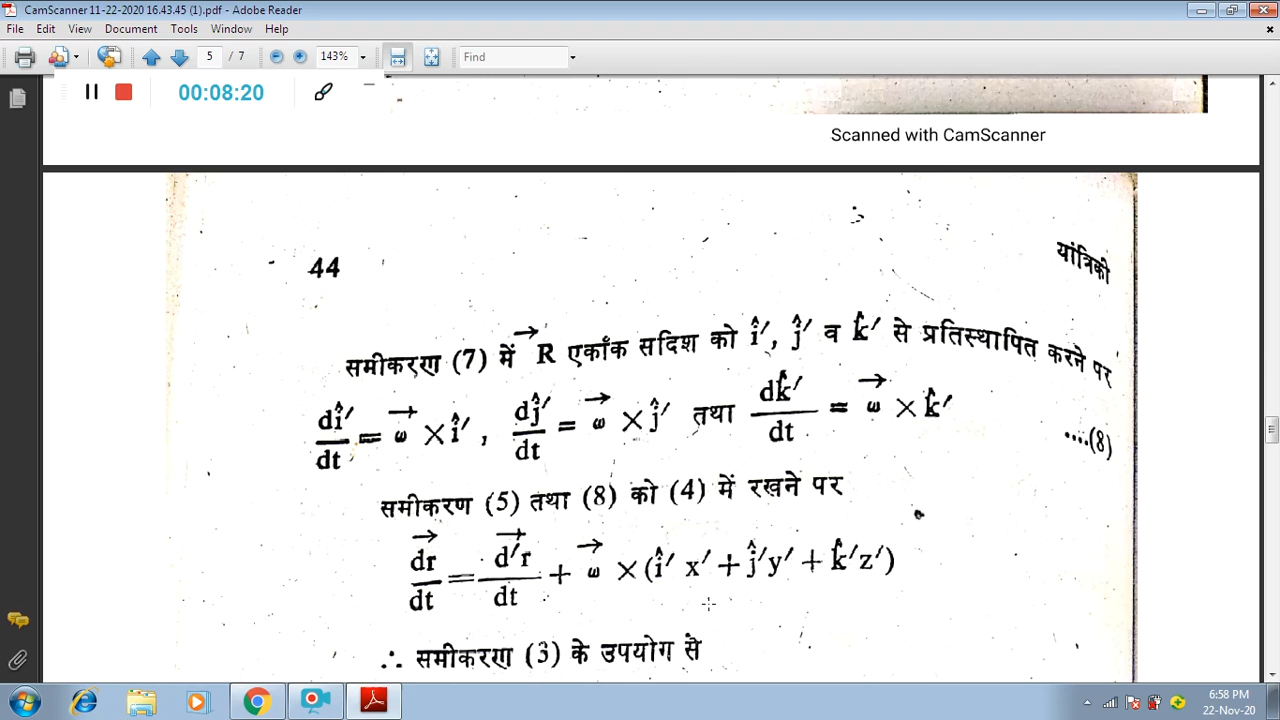 CamScanner 11-22-2020 16.43.45 (1).pdf - Adobe Reader
File Edit View Document Tools Window Help
5 / 7 143% Find
00:08:20
Scanned with CamScanner
44 यांत्रिकी
समीकरण (7) में R⃗ एकाँक सदिश को î′, ĵ′ व k̂′ से प्रतिस्थापित करने पर
dî′/dt = ω⃗ × î′, dĵ′/dt = ω⃗ × ĵ′ तथा dk̂′/dt = ω⃗ × k̂′ ....(8)
समीकरण (5) तथा (8) को (4) में रखने पर
dr⃗/dt = d′r⃗/dt + ω⃗ × (î′ x′ + ĵ′y′ + k̂′z′)
∴ समीकरण (3) के उपयोग से
6:58 PM
22-Nov-20